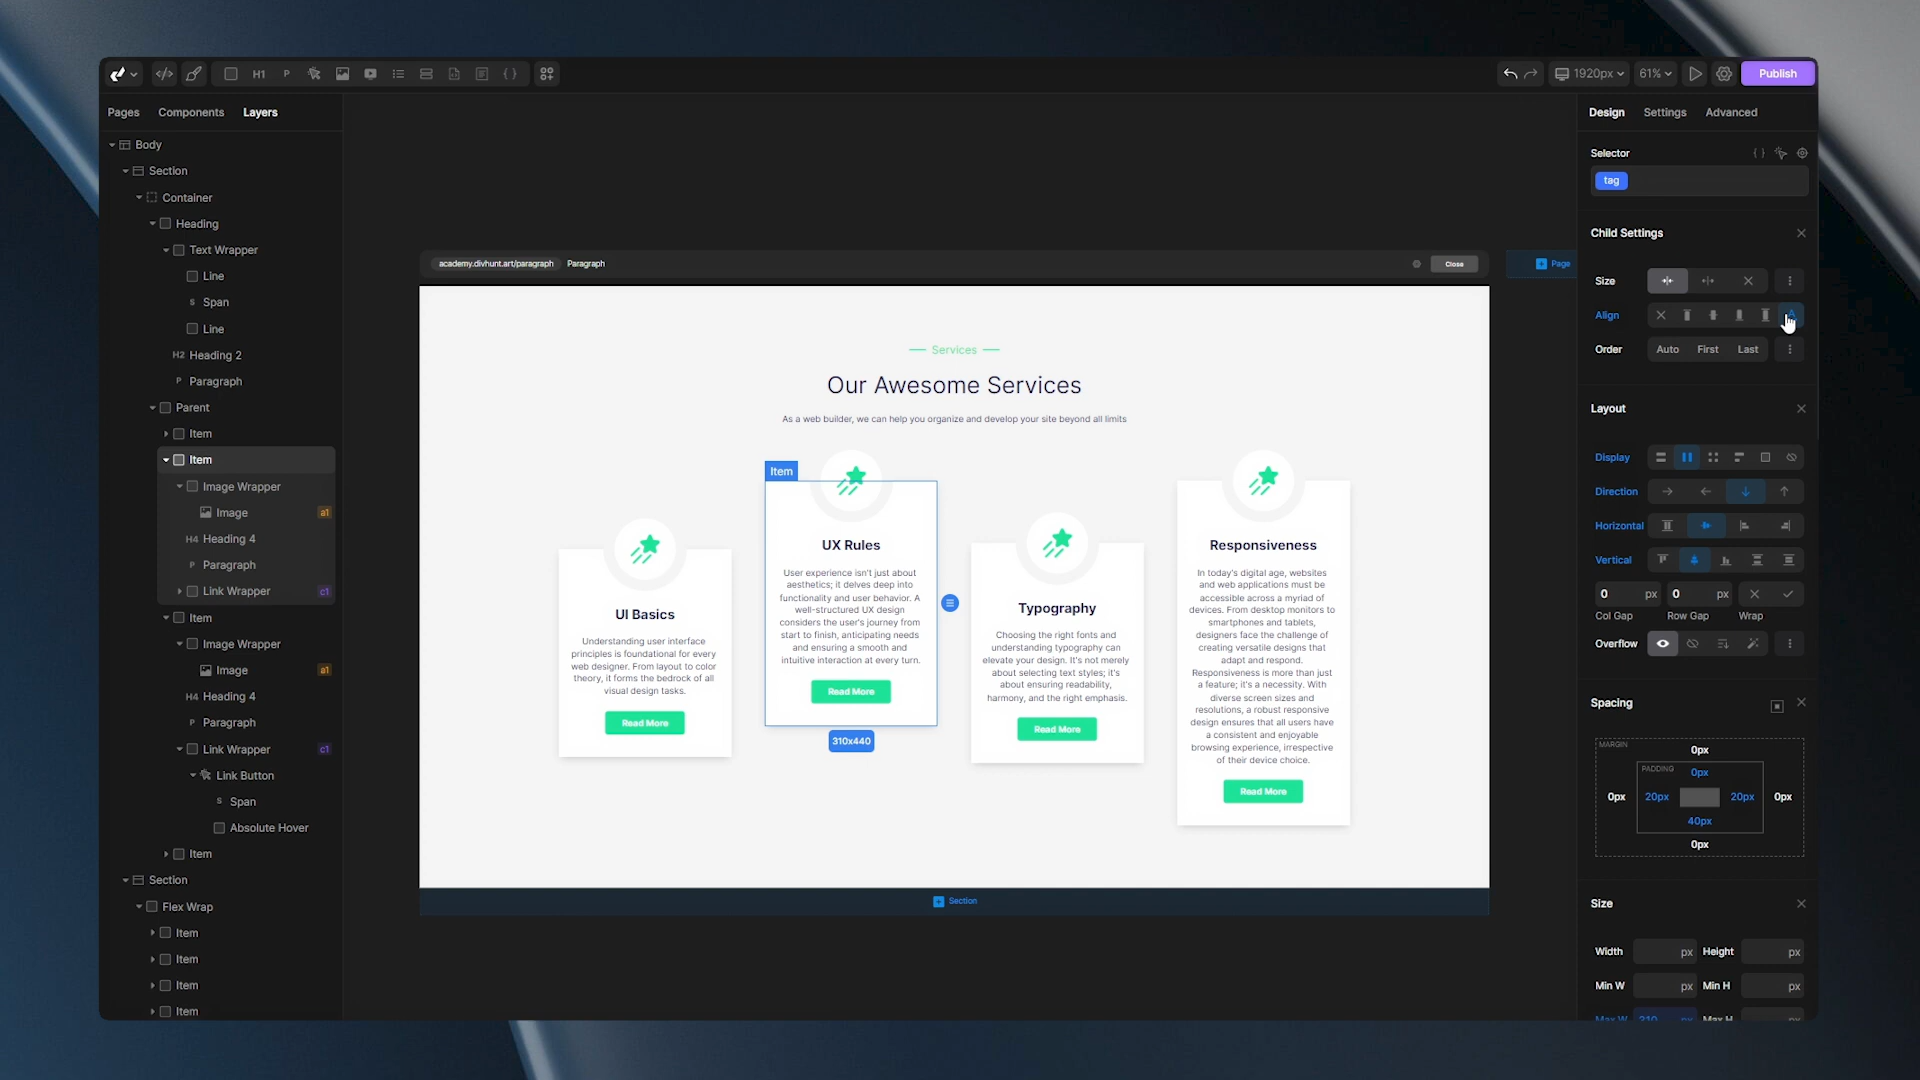 H1
P
1920px
61%
Publish
Pages
Components
Layers
Design
Settings
Advanced
Body
Section
Container
Heading
Text Wrapper
Line
S Span
Line
H2 Heading 2
P Paragraph
Parent
Item
Item
Image Wrapper
Image a1
H4 Heading 4
P Paragraph
Link Wrapper c1
Item
Image Wrapper
Image a1
H4 Heading 4
P Paragraph
Link Wrapper c1
Link Button
S Span
Absolute Hover
Item
Section
Flex Wrap
Item
Item
Item
Item
academy.divhunt.art/paragraph
Paragraph
Close
Page
Services
Our Awesome Services
As a web builder, we can help you organize and develop your site beyond all limits
UI Basics
Understanding user interface
principles is foundational for every
web designer. From layout to color
theory, it forms the bedrock of all
visual design tasks.
Read More
Item
UX Rules
User experience isn't just about
aesthetics; it delves deep into
functionality and user behavior. A
well-structured UX design
considers the user's journey from
start to finish, anticipating needs
and ensuring a smooth and
intuitive interaction at every turn.
Read More
310x440
Typography
Choosing the right fonts and
understanding typography can
elevate your design. It's not merely
about selecting text styles; it's
about ensuring readability,
harmony, and the right emphasis.
Read More
Responsiveness
In today's digital age, websites
and web applications must be
accessible across a myriad of
devices. From desktop monitors to
smartphones and tablets,
designers face the challenge of
creating versatile designs that
adapt and respond.
Responsiveness is more than just
a feature; it's a necessity. With
diverse screen sizes and
resolutions, a robust responsive
design ensures that all users have
a consistent and enjoyable
browsing experience, irrespective
of their device choice.
Read More
Section
Selector
tag
Child Settings
Size
Align
Order Auto First Last
Layout
Display
Direction
Horizontal
Vertical
0 px 0 px
Col Gap Row Gap Wrap
Overflow
Spacing
MARGIN
0px
PADDING
0px
0px 20px 20px 0px
40px
0px
Size
Width px Height px
Min W px Min H px
Max W 310 px Max H